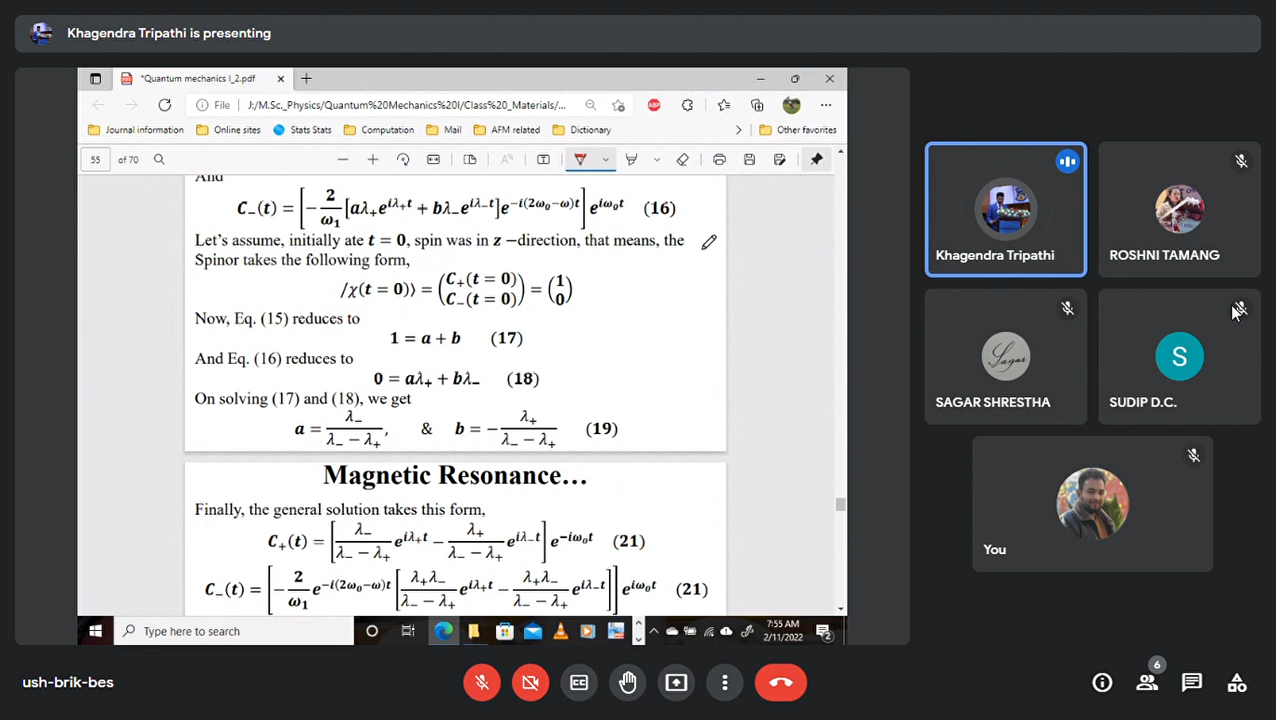 Khagendra Tripathi is presenting
*Quantum mechanics I_2.pdf
File
J:/M.Sc._Physics/Quantum%20Mechanics%20I/Class%20_Materials/...
ABP
Journal information
Online sites
Stats Stats
Computation
Mail
AFM related
Dictionary
Other favorites
55 of 70
And
C₋(t) = [−2/ω₁ [aλ₊e^{iλ₊t} + bλ₋e^{iλ₋t}]e^{−i(2ω₀−ω)t}] e^{iω₀t} (16)
Let's assume, initially ate t = 0, spin was in z −direction, that means, the
Spinor takes the following form,
/χ(t = 0)⟩ = (C₊(t = 0) C₋(t = 0)) = (1 0)
Now, Eq. (15) reduces to
1 = a + b (17)
And Eq. (16) reduces to
0 = aλ₊ + bλ₋ (18)
On solving (17) and (18), we get
a = λ₋/(λ₋ − λ₊), & b = −λ₊/(λ₋ − λ₊) (19)
Magnetic Resonance...
Finally, the general solution takes this form,
C₊(t) = [λ₋/(λ₋ − λ₊) e^{iλ₊t} − λ₊/(λ₋ − λ₊) e^{iλ₋t}] e^{−iω₀t} (21)
C₋(t) = [−2/ω₁ e^{−i(2ω₀−ω)t} [λ₊λ₋/(λ₋ − λ₊) e^{iλ₊t} − λ₊λ₋/(λ₋ − λ₊) e^{iλ₋t}]] e^{iω₀t} (21)
Type here to search
7:55 AM
2/11/2022
2
Khagendra Tripathi
ROSHNI TAMANG
Sagar
SAGAR SHRESTHA
S
SUDIP D.C.
You
ush-brik-bes
6